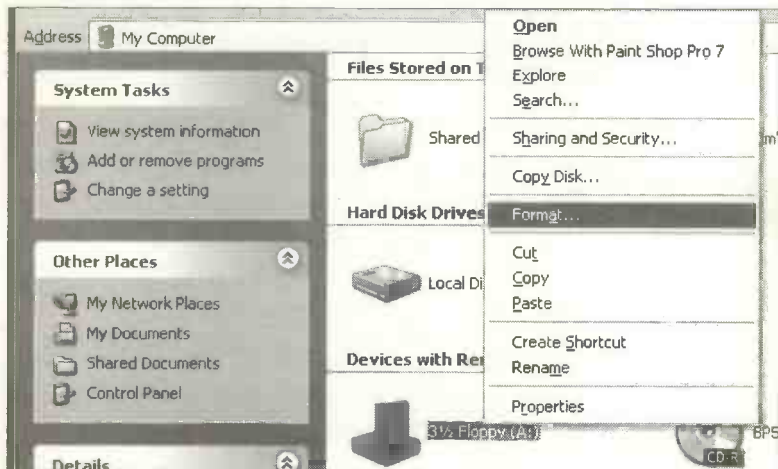 Address My Computer
System Tasks
View system information
Add or remove programs
Change a setting
Other Places
My Network Places
My Documents
Shared Documents
Control Panel
Details
Files Stored on T
Shared
Hard Disk Drives
Local Di
Devices with Re
3½ Floppy (A:)
CD-R
BPS
Open
Browse With Paint Shop Pro 7
Explore
Search...
Sharing and Security...
Copy Disk...
Format...
Cut
Copy
Paste
Create Shortcut
Rename
Properties